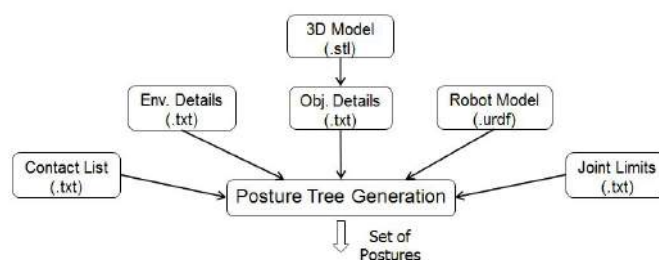 3D Model
(.stl)
Env. Details
(.txt)
Obj. Details
(.txt)
Robot Model
(.urdf)
Contact List
(.txt)
Posture Tree Generation
Joint Limits
(.txt)
Set of
Postures